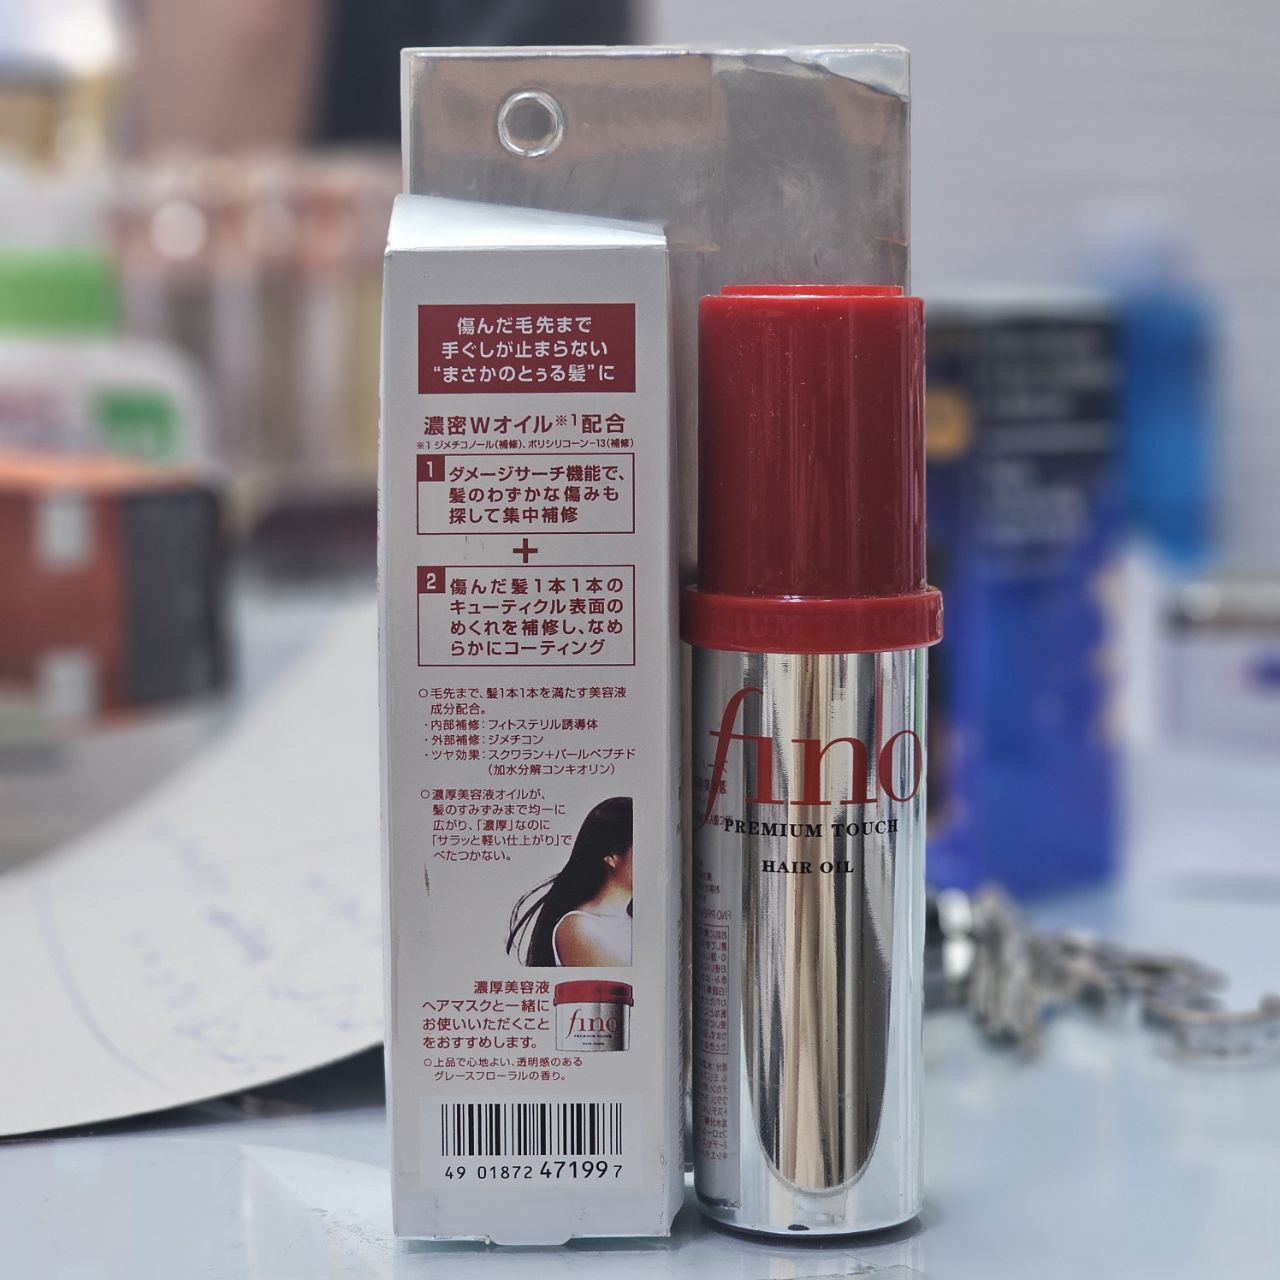 傷んだ毛先まで
手ぐしが止まらない
“まさかのとぅる髪”に
濃密Wオイル※1配合
※1 ジメチコノール(補修)、ポリシリコーン-13(補修)
1 ダメージサーチ機能で、
髪のわずかな傷みも
探して集中補修
+
2 傷んだ髪1本1本の
キューティクル表面の
めくれを補修し、なめ
らかにコーティング
○毛先まで、髪1本1本を満たす美容液
成分配合。
・内部補修：フィトステリル誘導体
・外部補修：ジメチコン
・ツヤ効果：スクワラン+パールペプチド
(加水分解コンキオリン)
○濃厚美容液オイルが、
髪のすみずみまで均一に
広がり、「濃厚」なのに
「サラッと軽い仕上がり」で
べたつかない。
濃厚美容液
ヘアマスクと一緒に
お使いいただくこと
をおすすめします。
fino
PREMIUM TOUCH
○上品で心地よい、透明感のある
グレースフローラルの香り。
49 01872 47199 7
fino
PREMIUM TOUCH
HAIR OIL